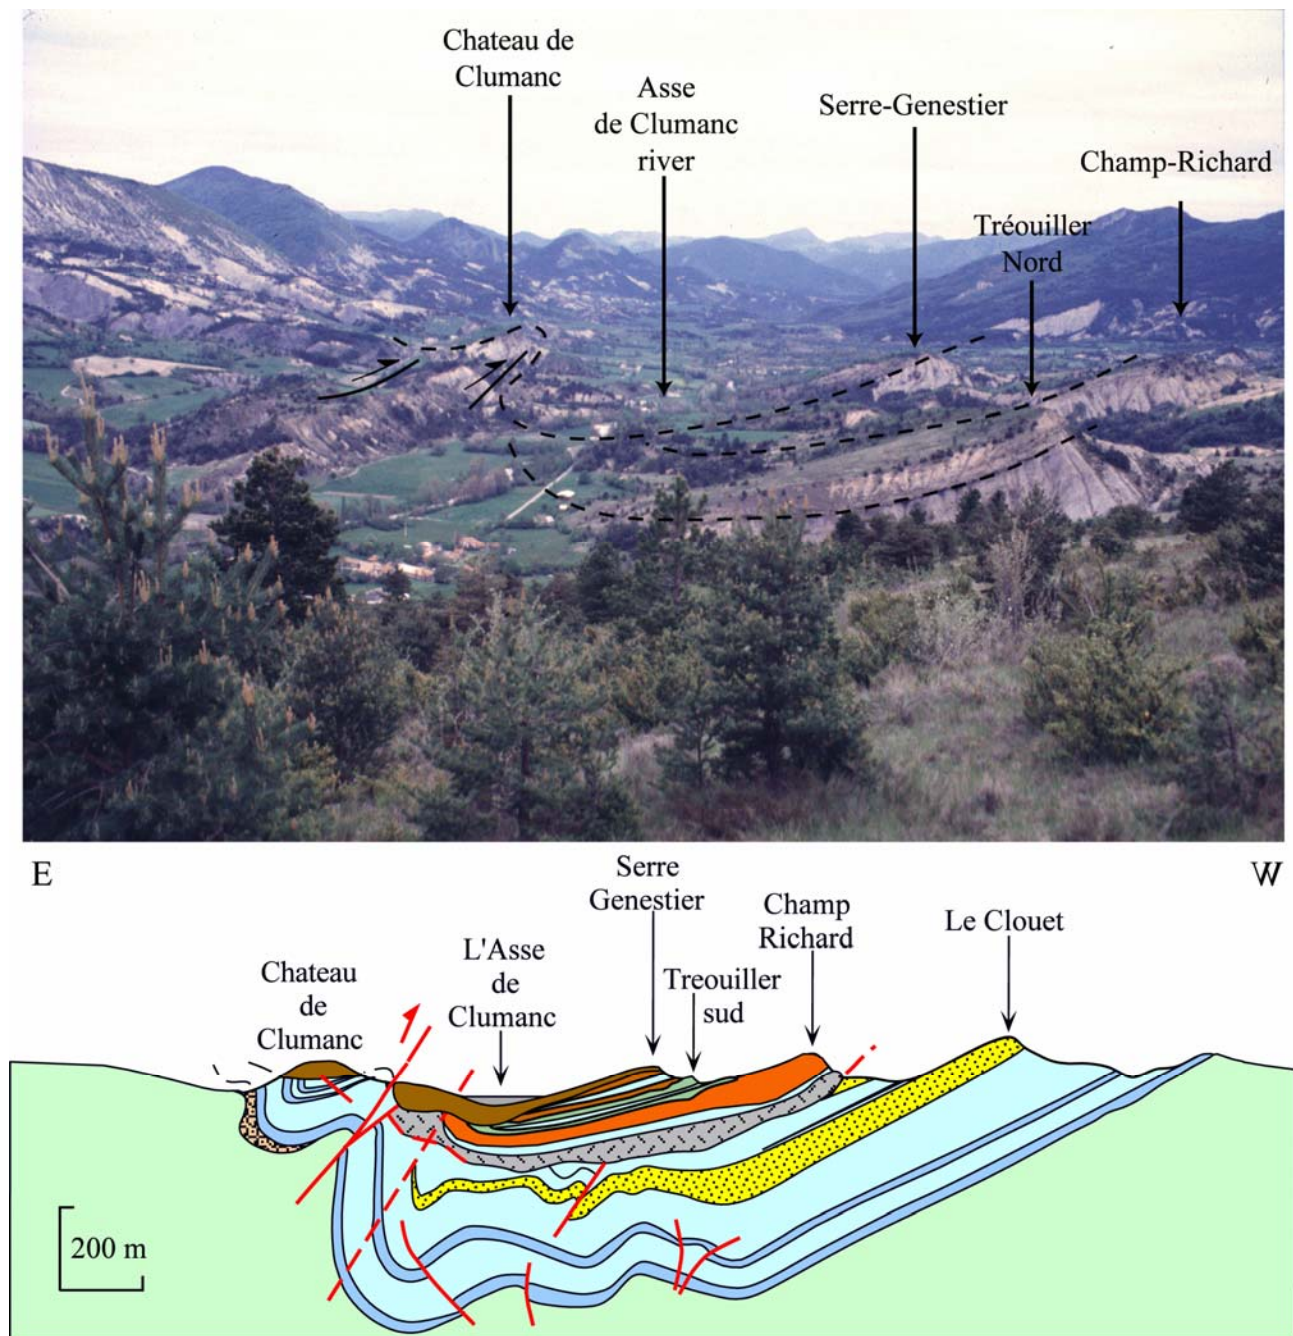 Chateau de
Clumanc
Asse
de Clumanc
river
Serre-Genestier
Champ-Richard
Tréouiller
Nord
E
W
Serre
Genestier
Champ
Richard
Le Clouet
L'Asse
de
Clumanc
Treouiller
sud
Chateau
de
Clumanc
200 m